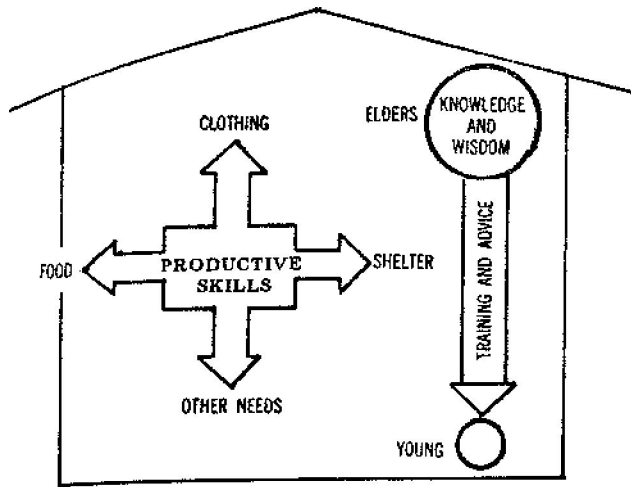 CLOTHING
FOOD
PRODUCTIVE
SKILLS
SHELTER
OTHER NEEDS
ELDERS
KNOWLEDGE
AND
WISDOM
TRAINING AND ADVICE
YOUNG